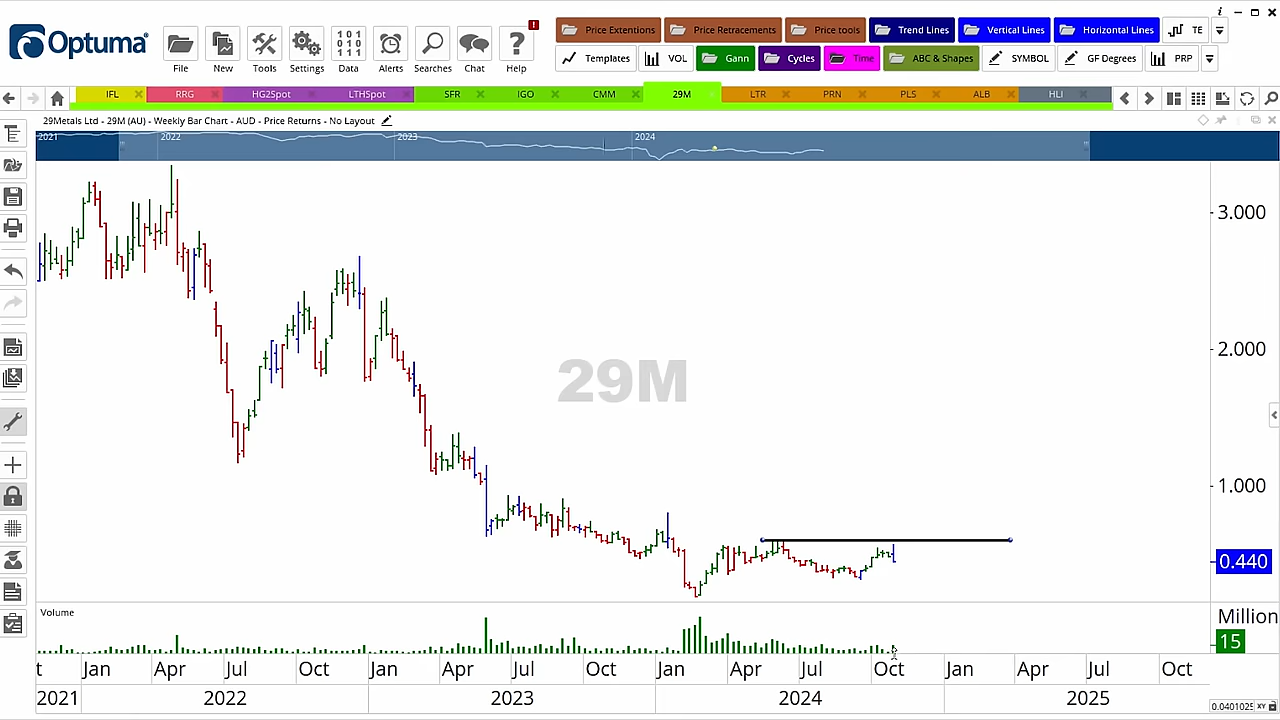 Optuma
File New Tools Settings Data Alerts Searches Chat Help
Price Extentions Price Retracements Price tools Trend Lines Vertical Lines Horizontal Lines TE
Templates VOL Gann Cycles Time ABC & Shapes SYMBOL GF Degrees PRP
IFL RRG HG2Spot LTHSpot SFR IGO CMM 29M LTR PRN PLS ALB HLI
29Metals Ltd - 29M (AU) - Weekly Bar Chart - AUD - Price Returns - No Layout
2021 2022 2023 2024
3.000
2.000
29M
1.000
0.440
Volume
Million
15
t Jan Apr Jul Oct Jan Apr Jul Oct Jan Apr Jul Oct Jan Apr Jul Oct
2021 2022 2023 2024 2025
0.0401025 XY